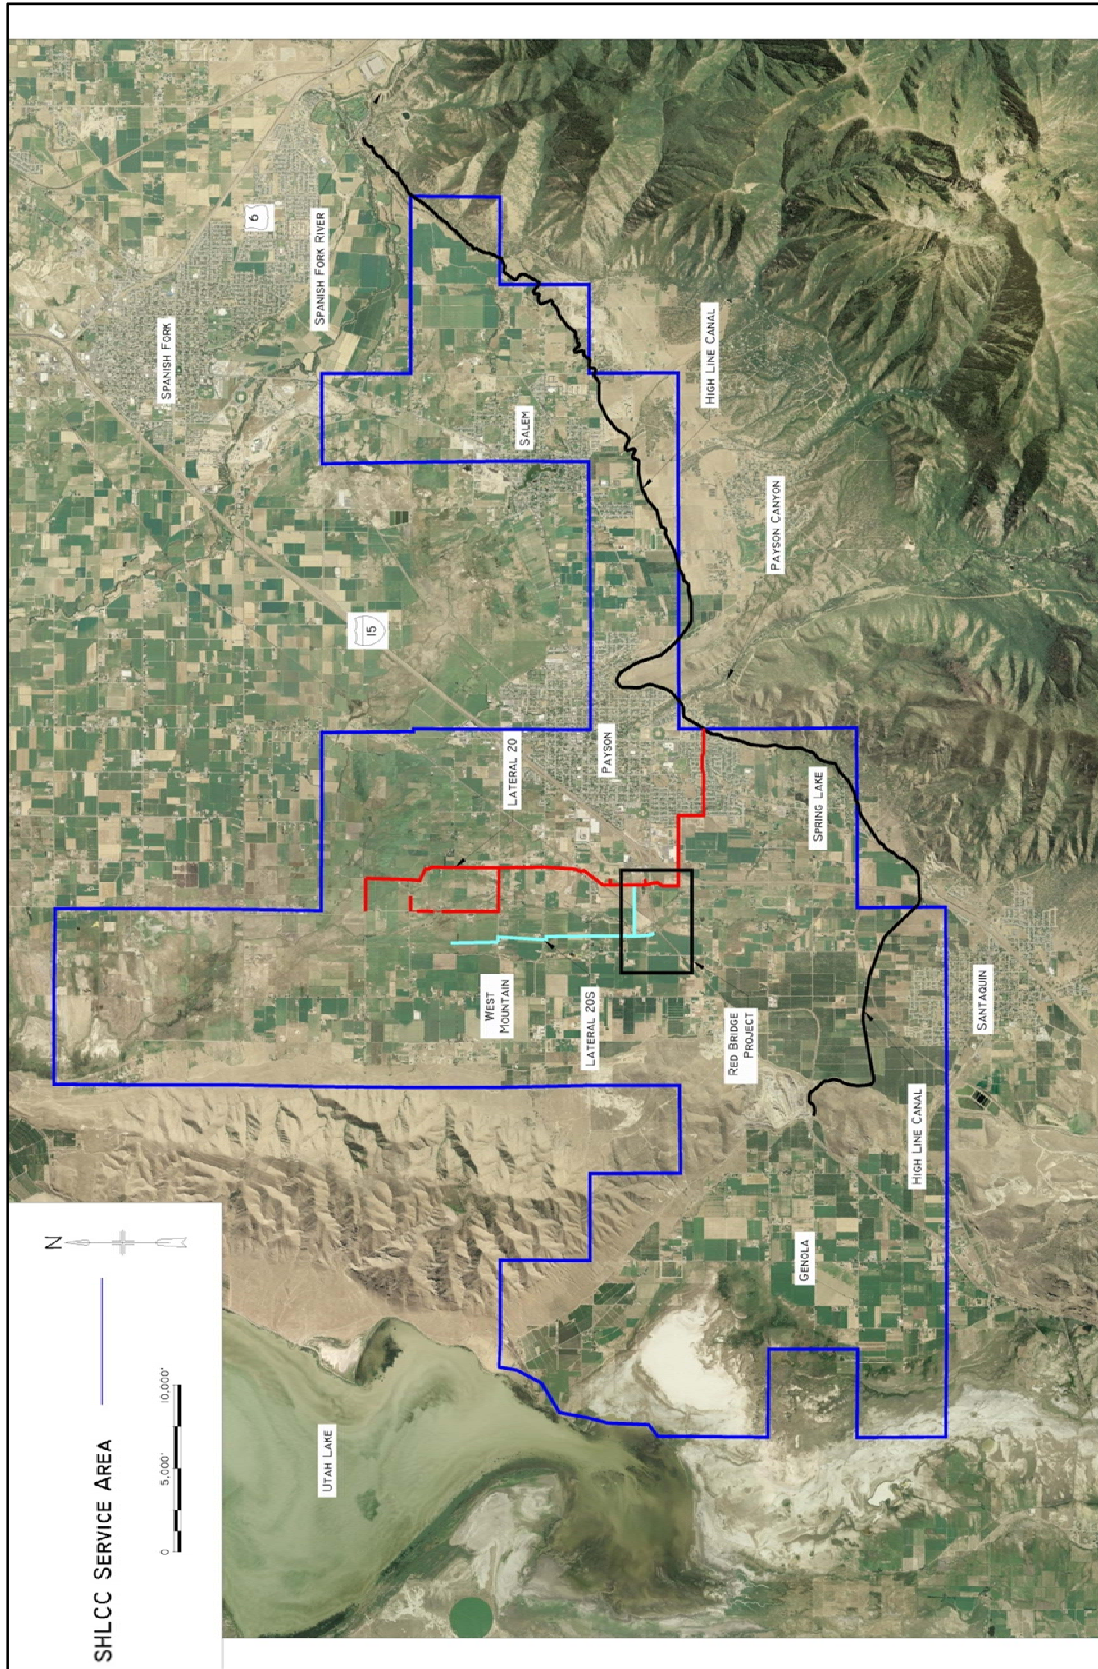 SHLCC SERVICE AREA
N
0 5,000' 10,000'
UTAH LAKE
SPANISH FORK
6
SPANISH FORK RIVER
15
SALEM
HIGH LINE CANAL
PAYSON CANYON
LATERAL 20
PAYSON
SPRING LAKE
WEST
MOUNTAIN
LATERAL 20S
RED BRIDGE
PROJECT
SANTAQUIN
HIGH LINE CANAL
GENOLA